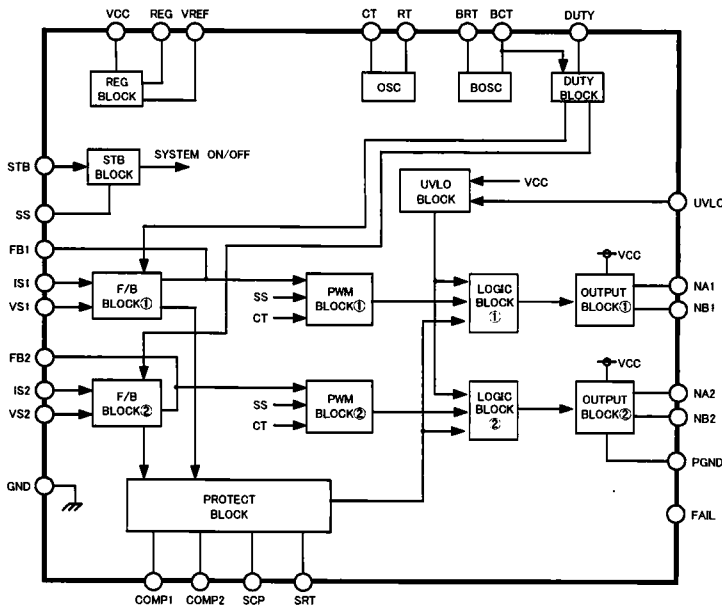 VCC REG VREF CT RT BRT BCT DUTY
REG
BLOCK
OSC
BOSC
DUTY
BLOCK
STB
STB
BLOCK
SYSTEM ON/OFF
SS
UVLO
BLOCK
VCC
UVLO
FB1
IS1
VS1
F/B
BLOCK①
SS
CT
PWM
BLOCK①
LOGIC
BLOCK
①
VCC
OUTPUT
BLOCK①
NA1
NB1
FB2
IS2
VS2
F/B
BLOCK②
SS
CT
PWM
BLOCK②
LOGIC
BLOCK
②
VCC
OUTPUT
BLOCK②
NA2
NB2
PGND
GND
PROTECT
BLOCK
FAIL
COMP1 COMP2 SCP SRT